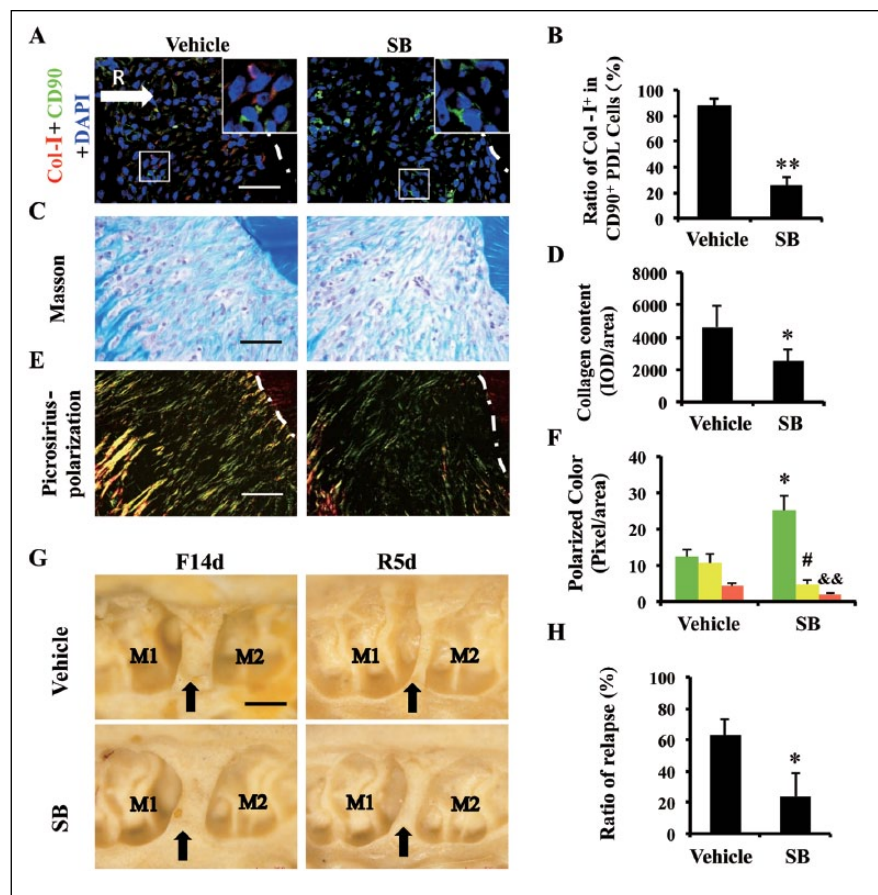 A
Vehicle
SB
Col-I+CD90
+DAPI
R
B
Ratio of Col -I+ in
CD90+ PDL Cells (%)
100
80
60
40
20
0
**
Vehicle
SB
C
Masson
D
Collagen content
(IOD/area)
8000
6000
4000
2000
0
*
Vehicle
SB
E
Picrosirius-
polarization
F
Polarized Color
(Pixel/area)
40
30
20
10
0
*
#
&&
Vehicle
SB
G
F14d
R5d
Vehicle
M1
M2
M1
M2
SB
M1
M2
M1
M2
H
Ratio of relapse (%)
100
80
60
40
20
0
*
Vehicle
SB